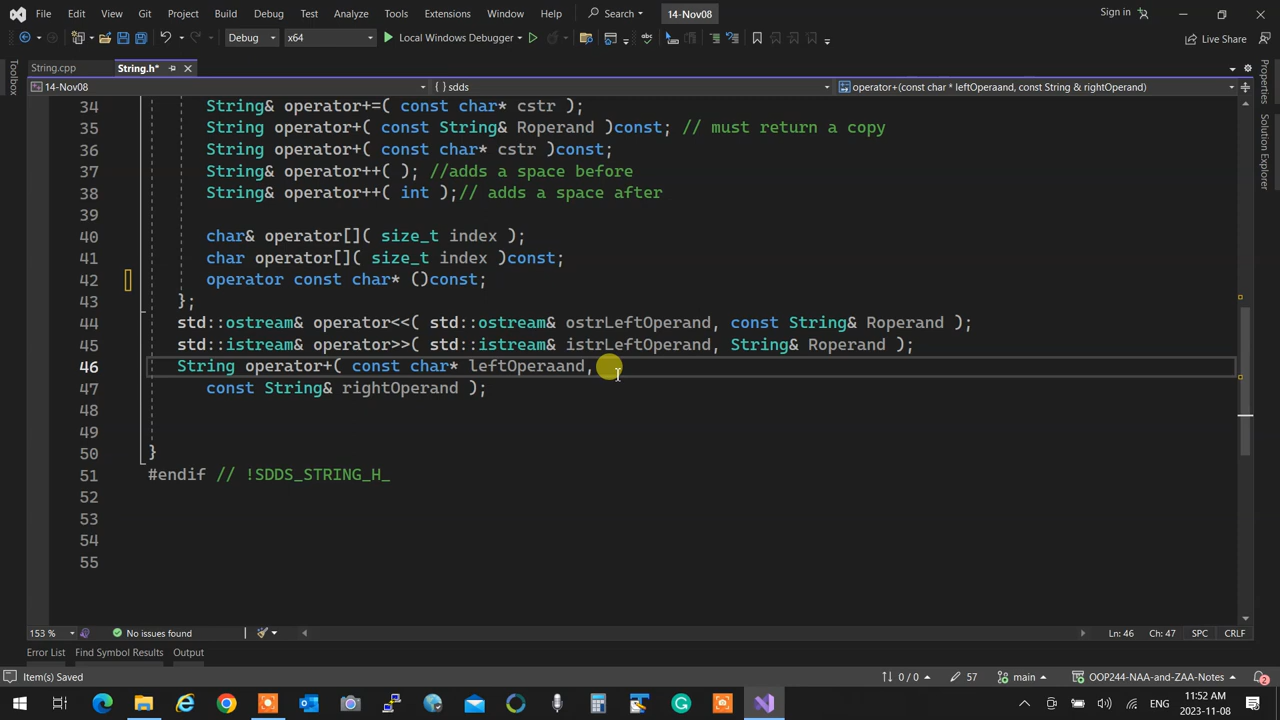 File Edit View Git Project Build Debug Test Analyze Tools Extensions Window Help Search 14-Nov08 Sign in
Debug x64 Local Windows Debugger Live Share
String.cpp String.h*
14-Nov08 {} sdds operator+(const char * leftOperaand, const String & rightOperand)
34 String& operator+=( const char* cstr );
35 String operator+( const String& Roperand )const; // must return a copy
36 String operator+( const char* cstr )const;
37 String& operator++( ); //adds a space before
38 String& operator++( int );// adds a space after
39
40 char& operator[]( size_t index );
41 char operator[]( size_t index )const;
42 operator const char* ()const;
43 };
44 std::ostream& operator<<( std::ostream& ostrLeftOperand, const String& Roperand );
45 std::istream& operator>>( std::istream& istrLeftOperand, String& Roperand );
46 String operator+( const char* leftOperaand,
47 const String& rightOperand );
48
49
50 }
51 #endif // !SDDS_STRING_H_
52
53
54
55
Toolbox
Properties
153 % No issues found Ln: 46 Ch: 47 SPC CRLF
Error List Find Symbol Results Output
Item(s) Saved 0 / 0 57 main OOP244-NAA-and-ZAA-Notes 2
ENG 11:52 AM
2023-11-08